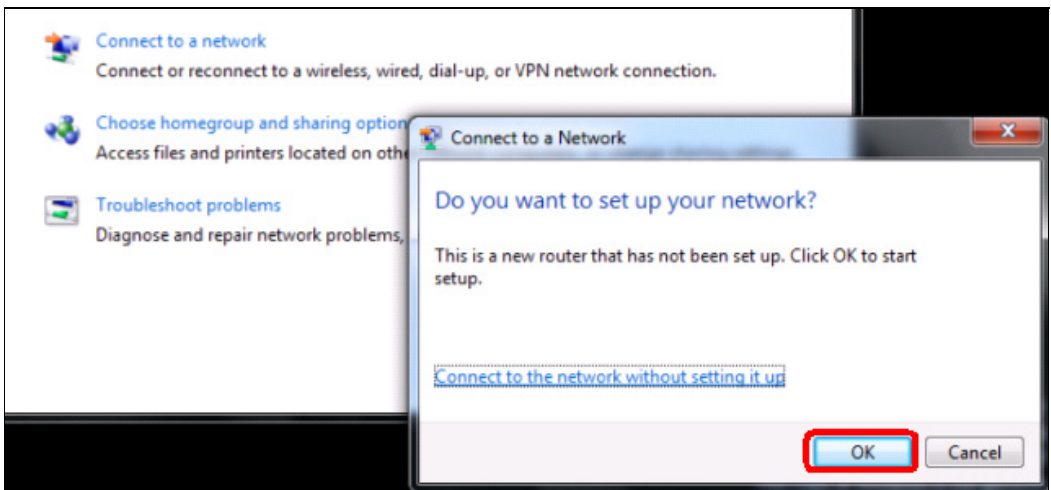 Connect to a network
Connect or reconnect to a wireless, wired, dial-up, or VPN network connection.
Choose homegroup and sharing option
Access files and printers located on othe
Troubleshoot problems
Diagnose and repair network problems,
Connect to a Network
Do you want to set up your network?
This is a new router that has not been set up. Click OK to start
setup.
Connect to the network without setting it up
OK
Cancel